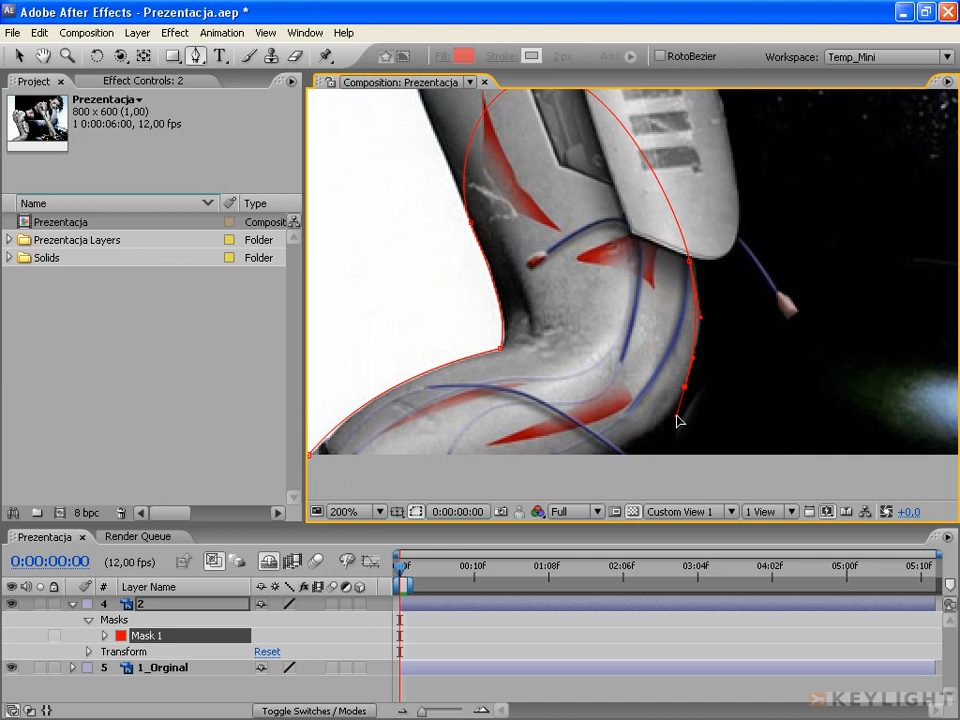 Adobe After Effects - Prezentacja.aep *
File Edit Composition Layer Effect Animation View Window Help
T Fill: Stroke: 2 px Add: RotoBezier Workspace: Temp_Mini
Project × Effect Controls: 2 Composition: Prezentacja ×
Prezentacja
800 x 600 (1,00)
Δ 0:00:06:00, 12,00 fps
Name Type
Prezentacja Composit
Prezentacja Layers Folder
Solids Folder
8 bpc 200% 0:00:00:00 Full Custom View 1 1 View +0,0
Prezentacja × Render Queue
0:00:00:00 (12,00 fps) 00:10f 01:08f 02:06f 03:04f 04:02f 05:00f 05:10f
# Layer Name
4 2
Masks
Mask 1
Transform Reset
5 1_Orginal
Toggle Switches / Modes
KEYLIGHT